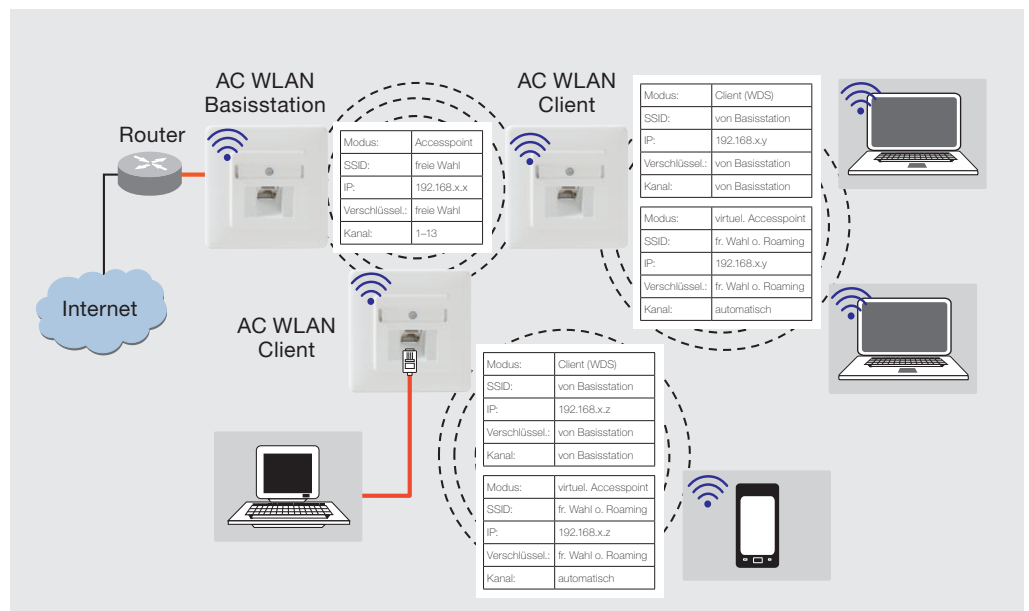 AC WLAN
Basisstation
AC WLAN
Client
Router
Internet
AC WLAN
Client
Modus: Accesspoint
SSID: freie Wahl
IP: 192.168.x.x
Verschlüssel.: freie Wahl
Kanal: 1–13
Modus: Client (WDS)
SSID: von Basisstation
IP: 192.168.x.y
Verschlüssel.: von Basisstation
Kanal: von Basisstation
Modus: virtuel. Accesspoint
SSID: fr. Wahl o. Roaming
IP: 192.168.x.y
Verschlüssel.: fr. Wahl o. Roaming
Kanal: automatisch
Modus: Client (WDS)
SSID: von Basisstation
IP: 192.168.x.z
Verschlüssel.: von Basisstation
Kanal: von Basisstation
Modus: virtuel. Accesspoint
SSID: fr. Wahl o. Roaming
IP: 192.168.x.z
Verschlüssel.: fr. Wahl o. Roaming
Kanal: automatisch